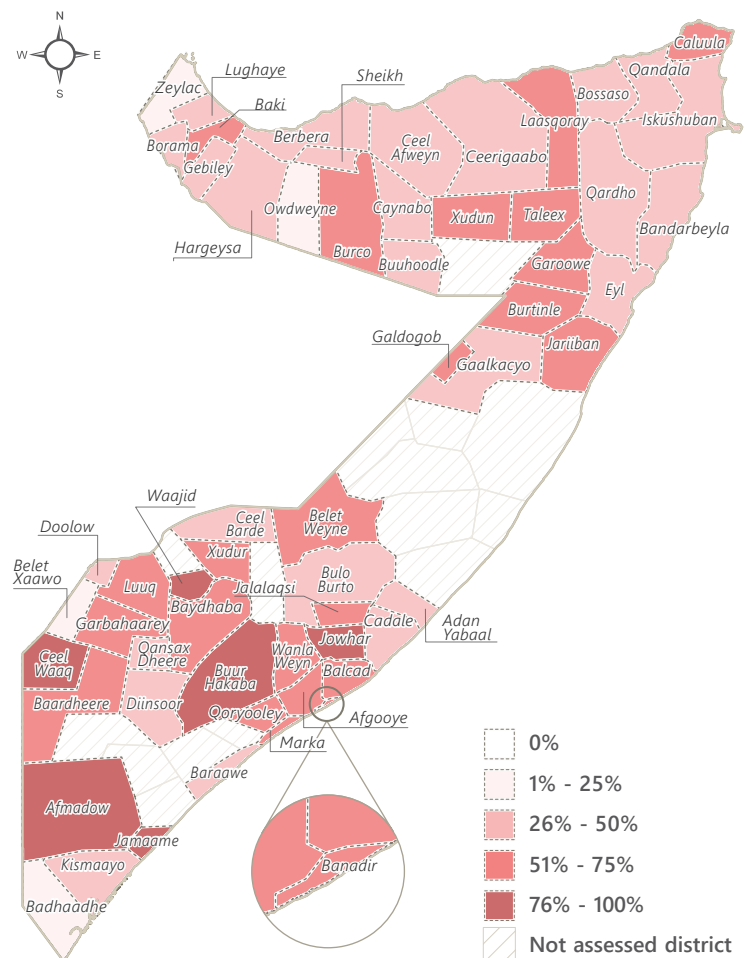 N
W
E
S
Caluula
Lughaye
Sheikh
Qandala
Zeylac
Bossaso
Baki
Laasqoray
Iskushuban
Berbera
Borama
Ceel
Afweyn
Ceerigaabo
Gebiley
Qardho
Owdweyne
Caynabo
Xudun
Taleex
Bandarbeyla
Hargeysa
Burco
Buuhoodle
Garoowe
Eyl
Burtinle
Galdogob
Jariiban
Gaalkacyo
Waajid
Belet
Weyne
Ceel
Barde
Doolow
Xudur
Belet
Xaawo
Luuq
Bulo
Burto
Jalalaqsi
Baydhaba
Garbahaarey
Cadale
Adan
Yabaal
Jowhar
Qansax
Dheere
Wanla
Weyn
Ceel
Waaq
Buur
Hakaba
Balcad
Baardheere
Diinsoor
Qoryooley
Afgooye
Marka
Baraawe
Afmadow
Jamaame
Kismaayo
Badhaadhe
Banadir
0%
1% - 25%
26% - 50%
51% - 75%
76% - 100%
Not assessed district